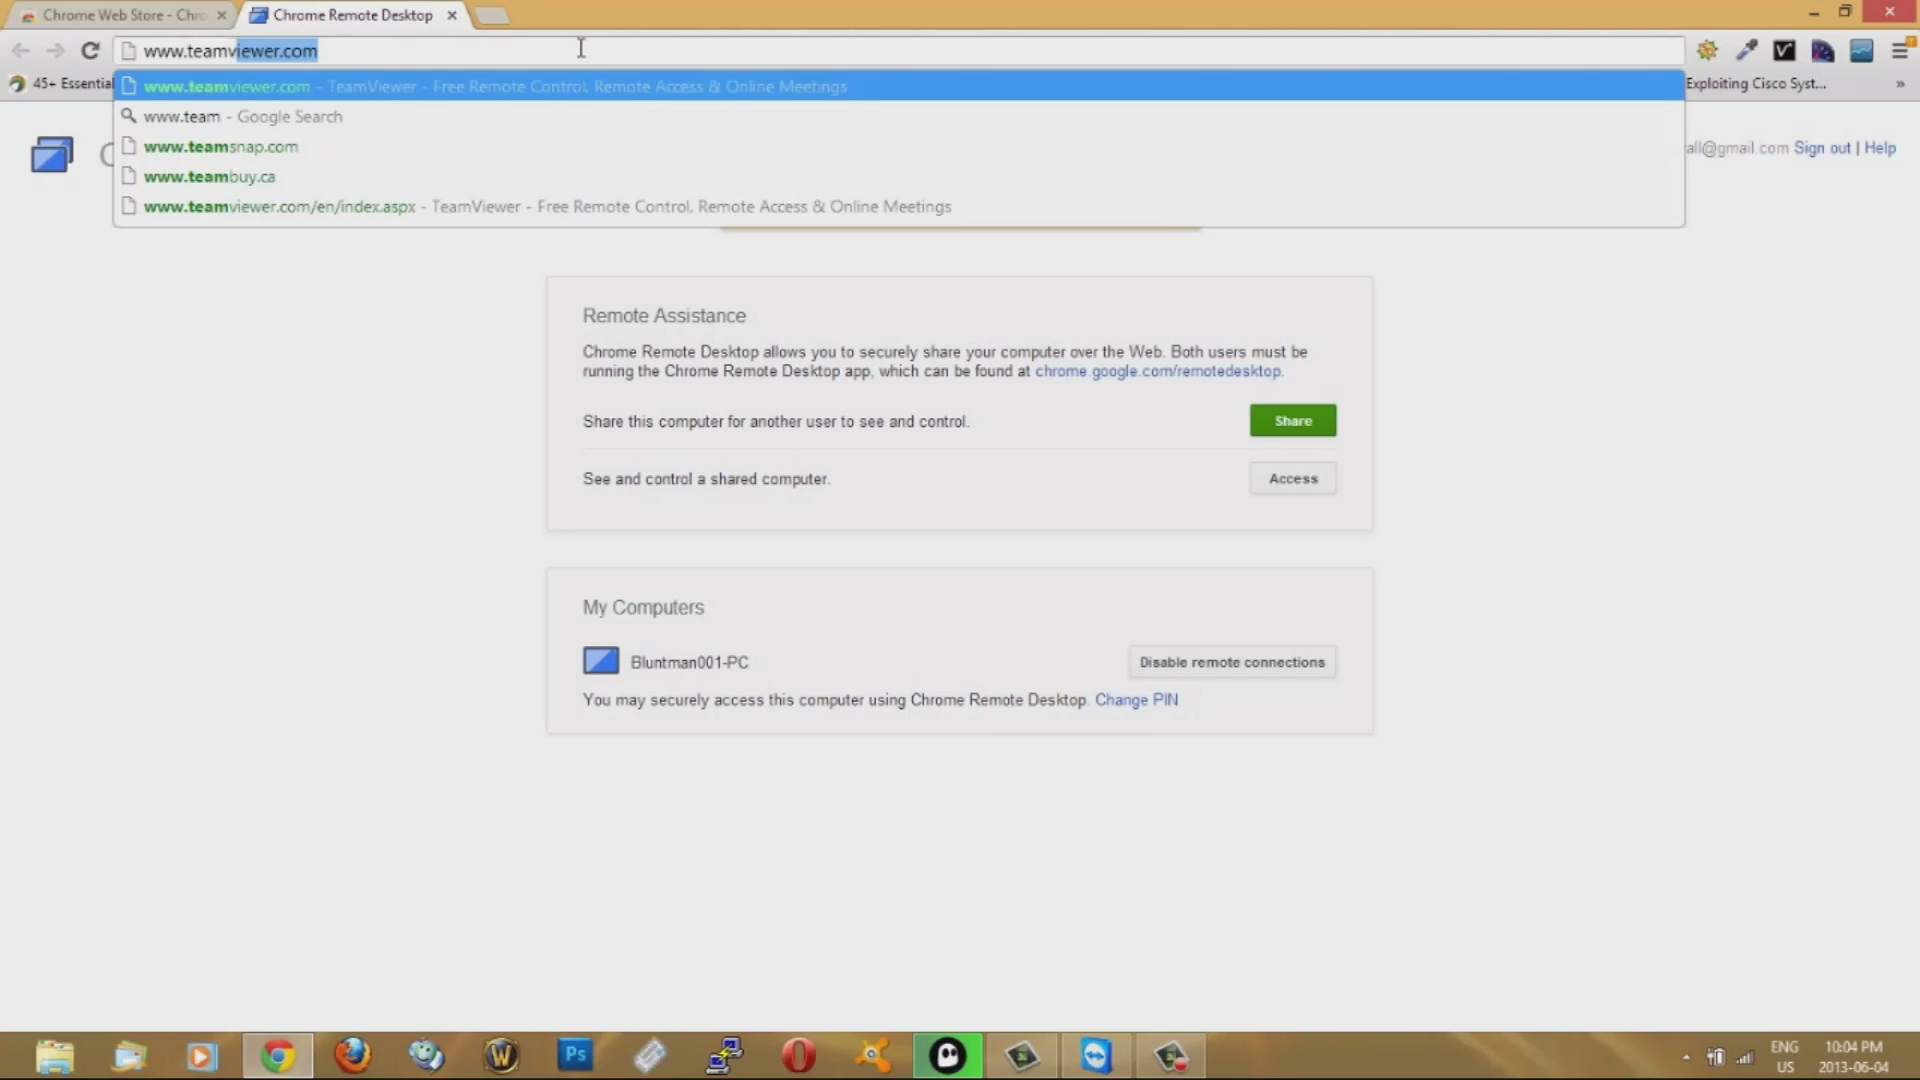 Chrome Web Store - Chro
Chrome Remote Desktop
www.teamviewer.com
45+ Essential
Exploiting Cisco Syst...
»
www.teamviewer.com - TeamViewer - Free Remote Control, Remote Access & Online Meetings
www.team - Google Search
www.teamsnap.com
www.teambuy.ca
www.teamviewer.com/en/index.aspx - TeamViewer - Free Remote Control, Remote Access & Online Meetings
all@gmail.com Sign out | Help
Remote Assistance
Chrome Remote Desktop allows you to securely share your computer over the Web. Both users must be
running the Chrome Remote Desktop app, which can be found at chrome.google.com/remotedesktop.
Share this computer for another user to see and control.
Share
See and control a shared computer.
Access
My Computers
Bluntman001-PC
Disable remote connections
You may securely access this computer using Chrome Remote Desktop. Change PIN
W
Ps
ENG
US
10:04 PM
2013-06-04